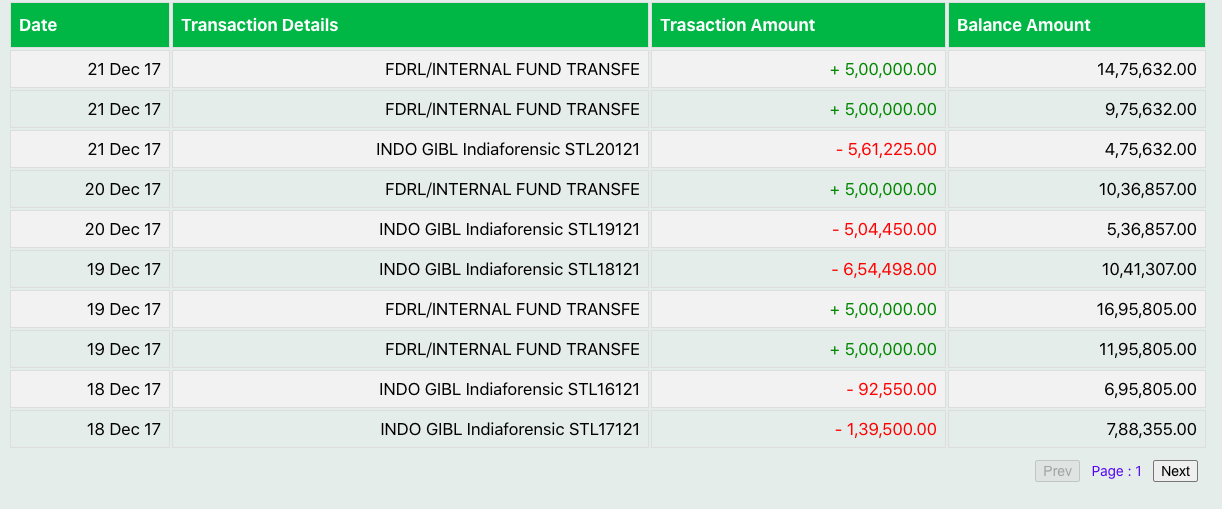 Date Transaction Details Trasaction Amount Balance Amount
21 Dec 17 FDRL/INTERNAL FUND TRANSFE + 5,00,000.00 14,75,632.00
21 Dec 17 FDRL/INTERNAL FUND TRANSFE + 5,00,000.00 9,75,632.00
21 Dec 17 INDO GIBL Indiaforensic STL20121 - 5,61,225.00 4,75,632.00
20 Dec 17 FDRL/INTERNAL FUND TRANSFE + 5,00,000.00 10,36,857.00
20 Dec 17 INDO GIBL Indiaforensic STL19121 - 5,04,450.00 5,36,857.00
19 Dec 17 INDO GIBL Indiaforensic STL18121 - 6,54,498.00 10,41,307.00
19 Dec 17 FDRL/INTERNAL FUND TRANSFE + 5,00,000.00 16,95,805.00
19 Dec 17 FDRL/INTERNAL FUND TRANSFE + 5,00,000.00 11,95,805.00
18 Dec 17 INDO GIBL Indiaforensic STL16121 - 92,550.00 6,95,805.00
18 Dec 17 INDO GIBL Indiaforensic STL17121 - 1,39,500.00 7,88,355.00
Prev Page : 1 Next